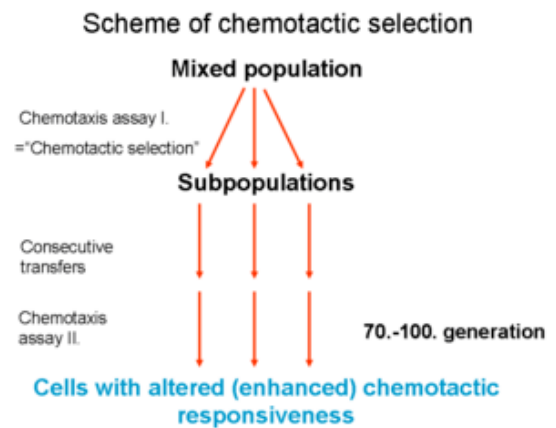 Scheme of chemotactic selection
Mixed population
Chemotaxis assay I.
="Chemotactic selection"
Subpopulations
Consecutive
transfers
Chemotaxis
assay II.
70.-100. generation
Cells with altered (enhanced) chemotactic
responsiveness